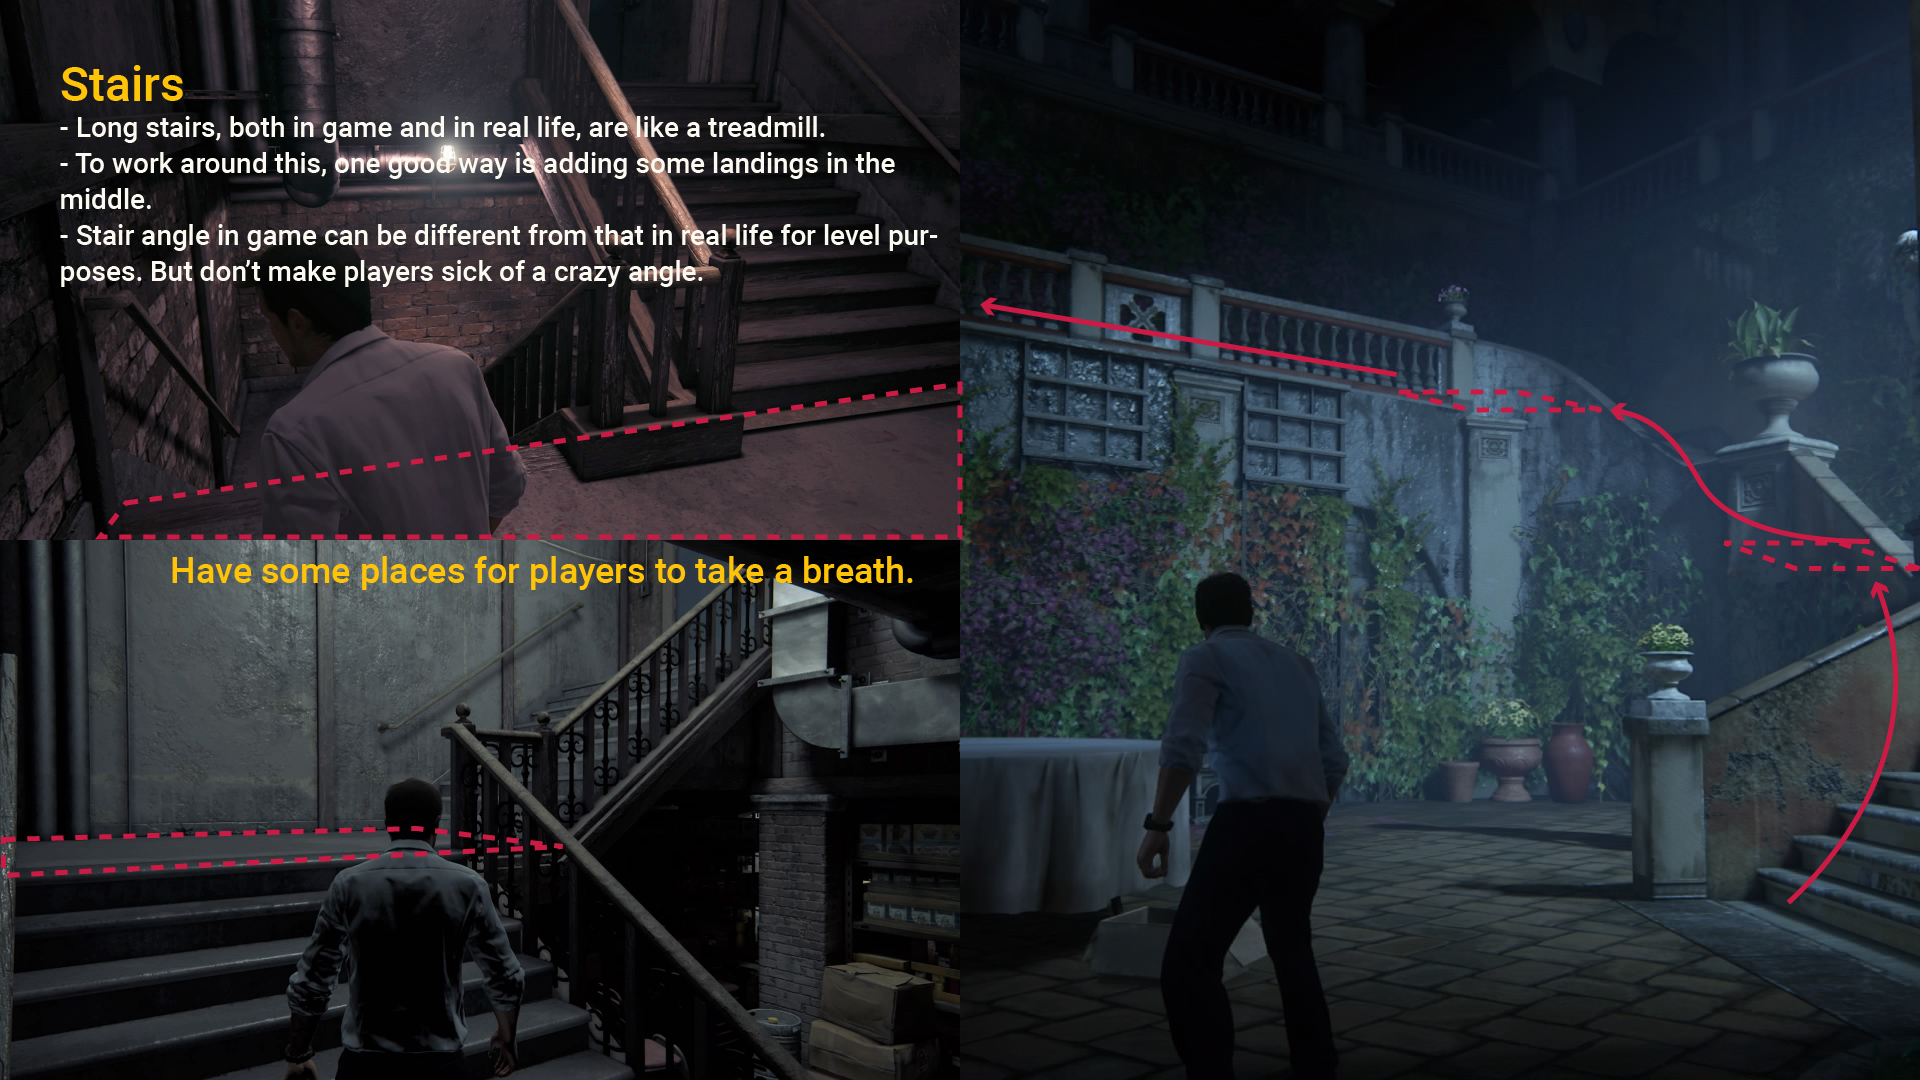 Stairs
- Long stairs, both in game and in real life, are like a treadmill.
- To work around this, one good way is adding some landings in the
middle.
- Stair angle in game can be different from that in real life for level pur-
poses. But don’t make players sick of a crazy angle.
Have some places for players to take a breath.